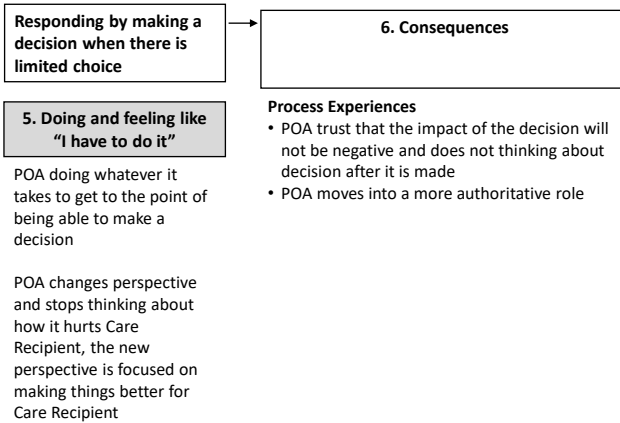 Responding by making a
decision when there is
limited choice
6. Consequences
5. Doing and feeling like
“I have to do it”
POA doing whatever it
takes to get to the point of
being able to make a
decision
POA changes perspective
and stops thinking about
how it hurts Care
Recipient, the new
perspective is focused on
making things better for
Care Recipient
Process Experiences
• POA trust that the impact of the decision will
not be negative and does not thinking about
decision after it is made
• POA moves into a more authoritative role